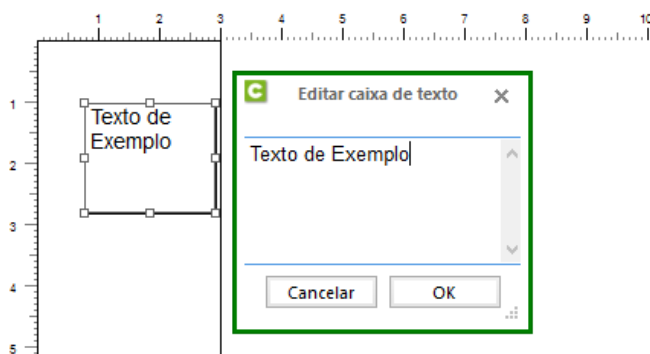 1 2 3 4 5 6 7 8 9 10
1
2
3
4
5
Texto de
Exemplo
C
Editar caixa de texto
Texto de Exemplo
Cancelar
OK